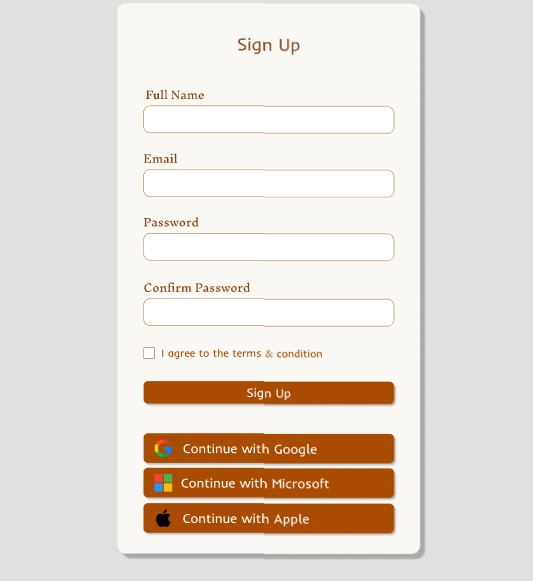 Sign Up
Full Name
Email
Password
Confirm Password
I agree to the terms & condition
Sign Up
Continue with Google
Continue with Microsoft
Continue with Apple